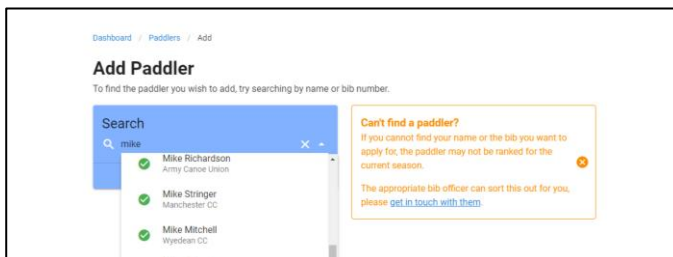 Dashboard / Paddlers / Add
Add Paddler
To find the paddler you wish to add, try searching by name or bib number.
Search
mike
Mike Richardson
Army Canoe Union
Mike Stringer
Manchester CC
Mike Mitchell
Wyedean CC
Can't find a paddler?
If you cannot find your name or the bib you want to
apply for, the paddler may not be ranked for the
current season.
The appropriate bib officer can sort this out for you,
please get in touch with them.